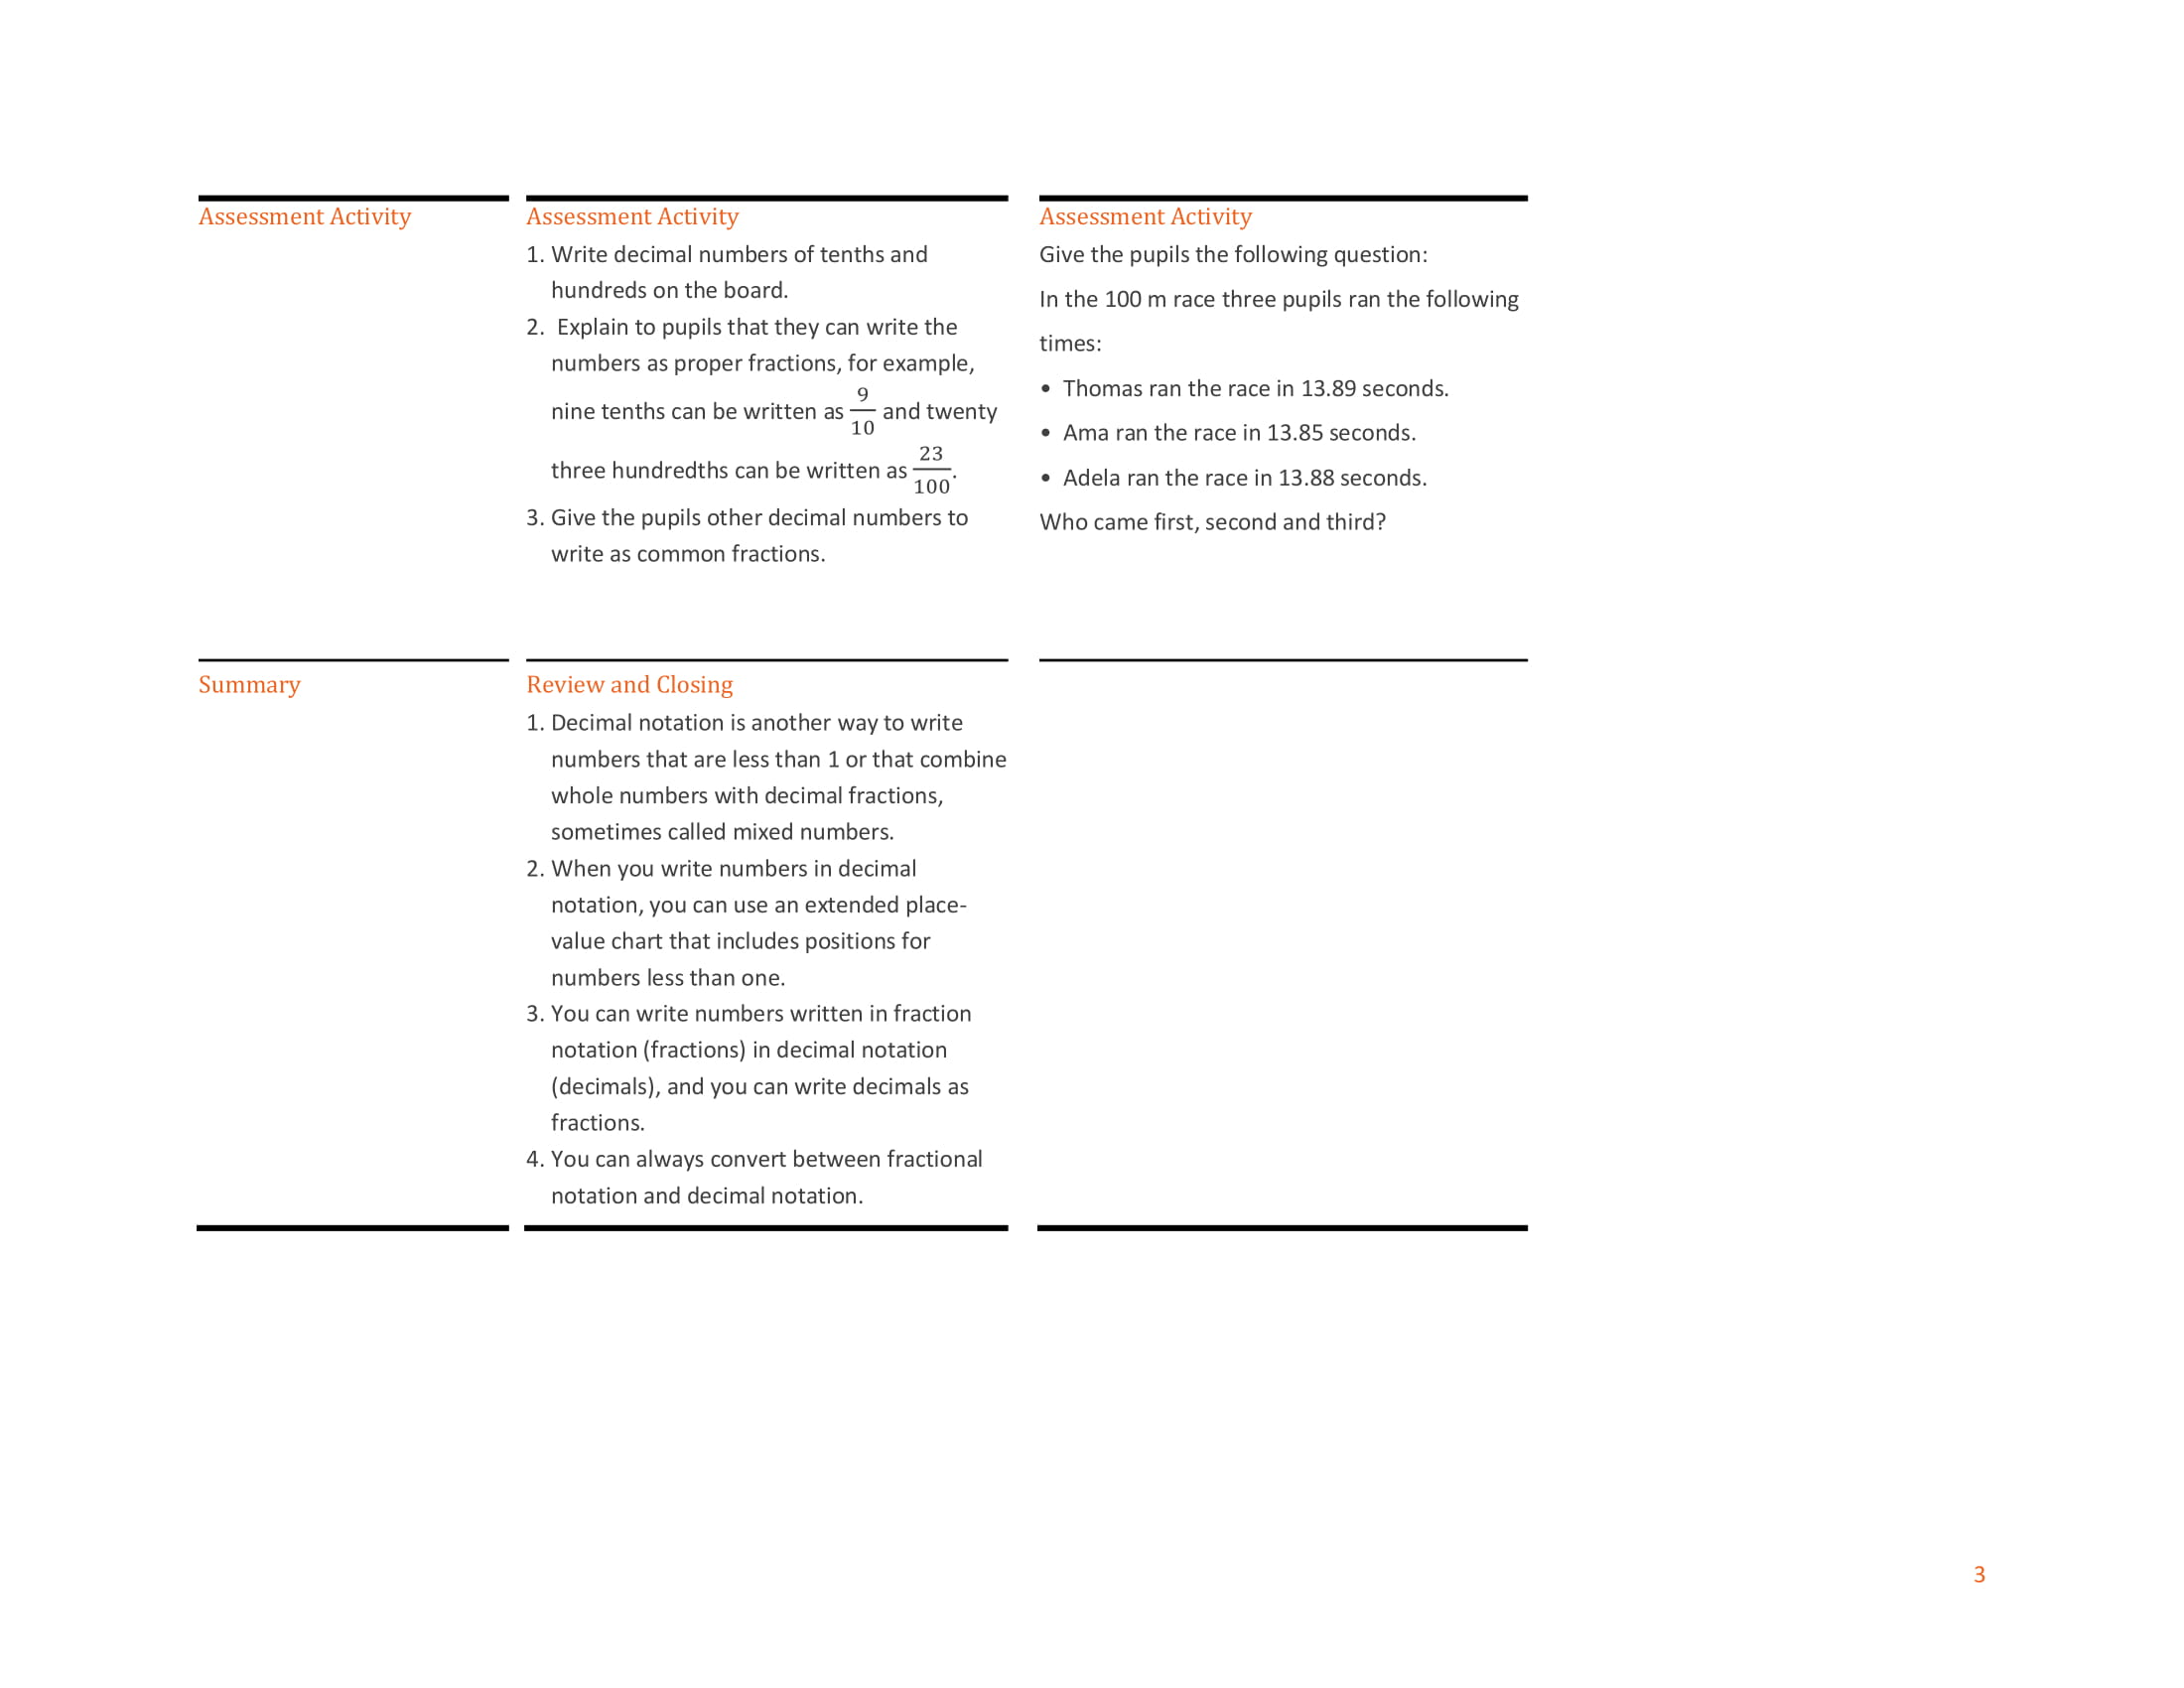 Assessment Activity
Assessment Activity
1. Write decimal numbers of tenths and
hundreds on the board.
2.  Explain to pupils that they can write the
numbers as proper fractions, for example,
nine tenths can be written as 9/10 and twenty
three hundredths can be written as 23/100.
3. Give the pupils other decimal numbers to
write as common fractions.
Assessment Activity
Give the pupils the following question:
In the 100 m race three pupils ran the following
times:
• Thomas ran the race in 13.89 seconds.
• Ama ran the race in 13.85 seconds.
• Adela ran the race in 13.88 seconds.
Who came first, second and third?
Summary
Review and Closing
1. Decimal notation is another way to write
numbers that are less than 1 or that combine
whole numbers with decimal fractions,
sometimes called mixed numbers.
2. When you write numbers in decimal
notation, you can use an extended place-
value chart that includes positions for
numbers less than one.
3. You can write numbers written in fraction
notation (fractions) in decimal notation
(decimals), and you can write decimals as
fractions.
4. You can always convert between fractional
notation and decimal notation.
3